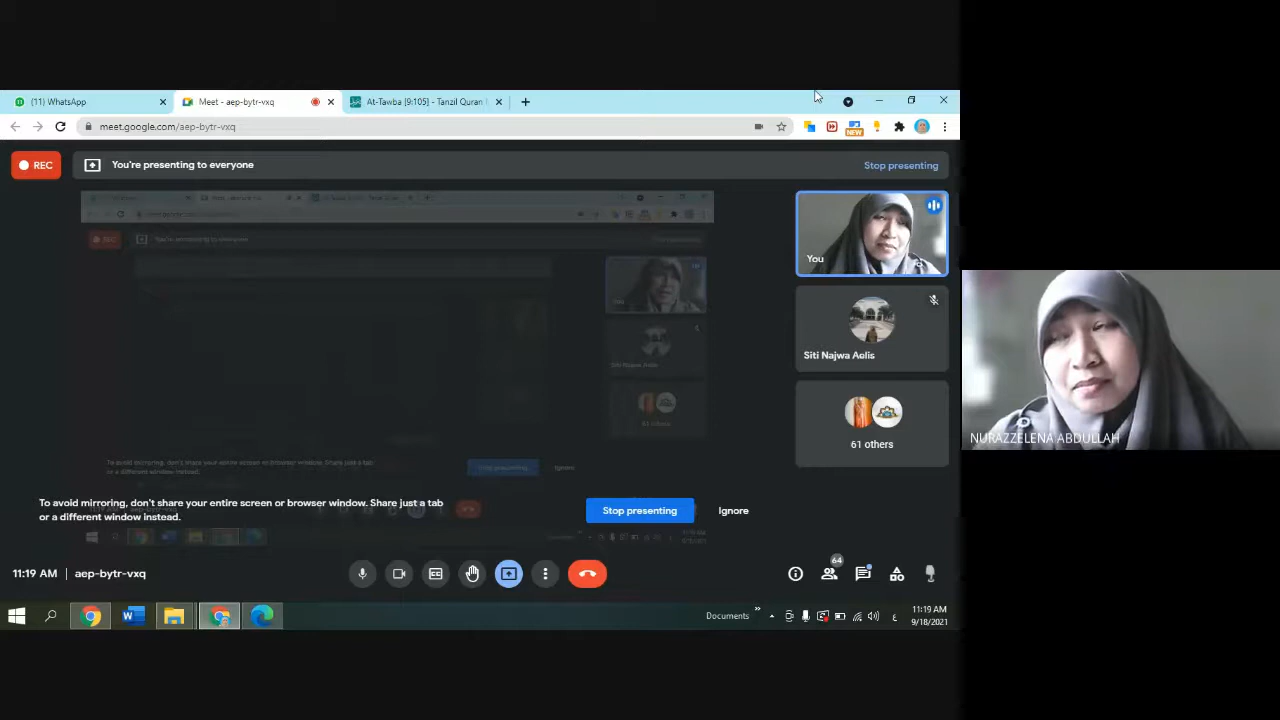 (11) WhatsApp
Meet - aep-bytr-vxq
At-Tawba [9:105] - Tanzil Quran
meet.google.com/aep-bytr-vxq
NEW
REC
You're presenting to everyone
Stop presenting
You
Siti Najwa Aelis
61 others
NURAZZELENA ABDULLAH
To avoid mirroring, don't share your entire screen or browser window. Share just a tab
or a different window instead.
Stop presenting
Ignore
11:19 AM | aep-bytr-vxq
64
Documents
ع
11:19 AM
9/18/2021